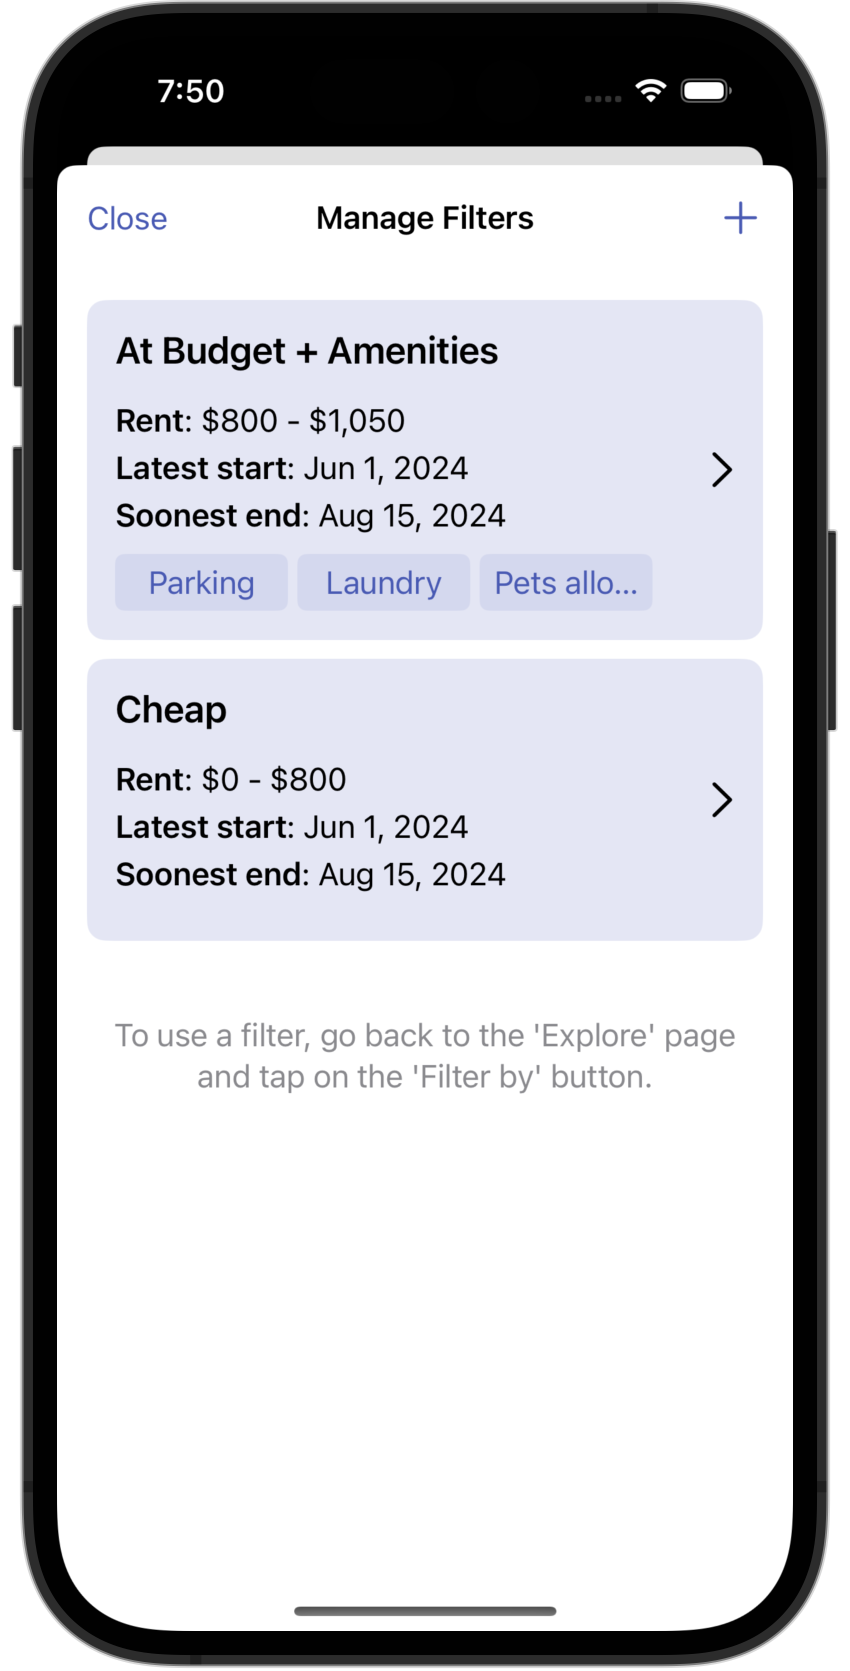 7:50
Close
Manage Filters
+
At Budget + Amenities
Rent: $800 - $1,050
Latest start: Jun 1, 2024
Soonest end: Aug 15, 2024
Parking
Laundry
Pets allo...
Cheap
Rent: $0 - $800
Latest start: Jun 1, 2024
Soonest end: Aug 15, 2024
To use a filter, go back to the 'Explore' page
and tap on the 'Filter by' button.